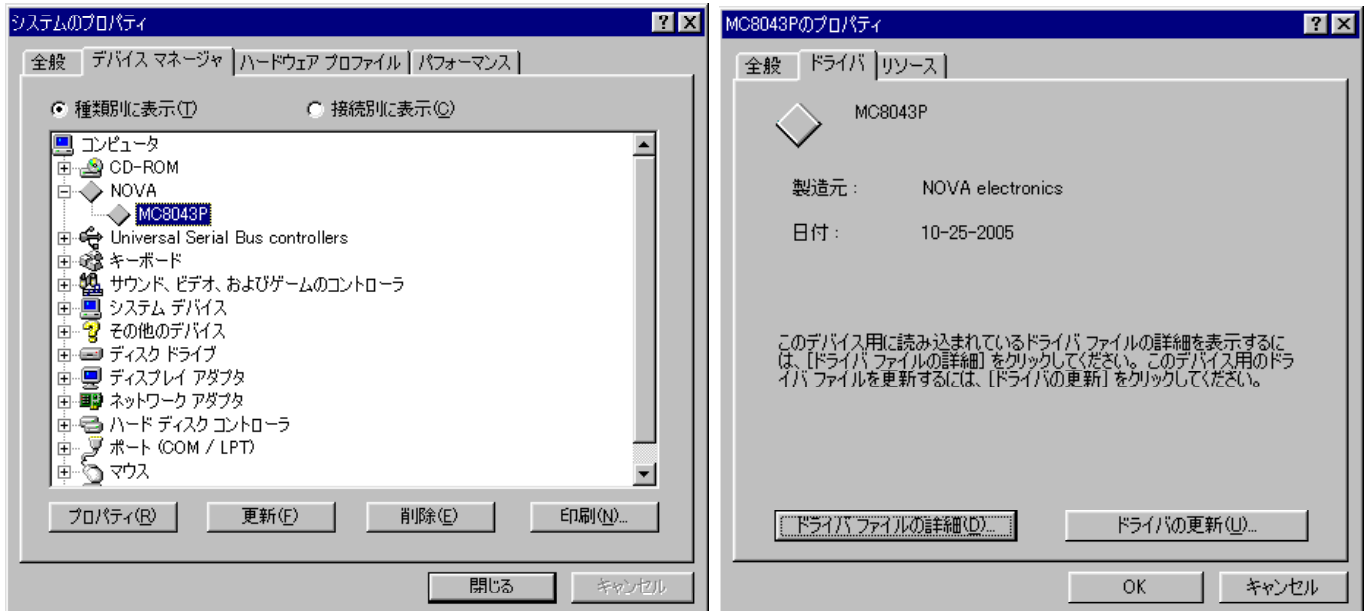 システムのプロパティ
全般 デバイス マネージャ ハードウェア プロファイル パフォーマンス
種類別に表示(T) 接続別に表示(C)
コンピュータ
CD-ROM
NOVA
MC8043P
Universal Serial Bus controllers
キーボード
サウンド、ビデオ、およびゲームのコントローラ
システム デバイス
その他のデバイス
ディスク ドライブ
ディスプレイ アダプタ
ネットワーク アダプタ
ハード ディスク コントローラ
ポート (COM / LPT)
マウス
プロパティ(R) 更新(F) 削除(E) 印刷(N)...
閉じる キャンセル
MC8043Pのプロパティ
全般 ドライバ リソース
MC8043P
製造元 : NOVA electronics
日付 : 10-25-2005
このデバイス用に読み込まれているドライバ ファイルの詳細を表示するに
は、[ドライバ ファイルの詳細] をクリックしてください。このデバイス用のドラ
イバ ファイルを更新するには、[ドライバの更新] をクリックしてください。
ドライバ ファイルの詳細(D)... ドライバの更新(U)...
OK キャンセル